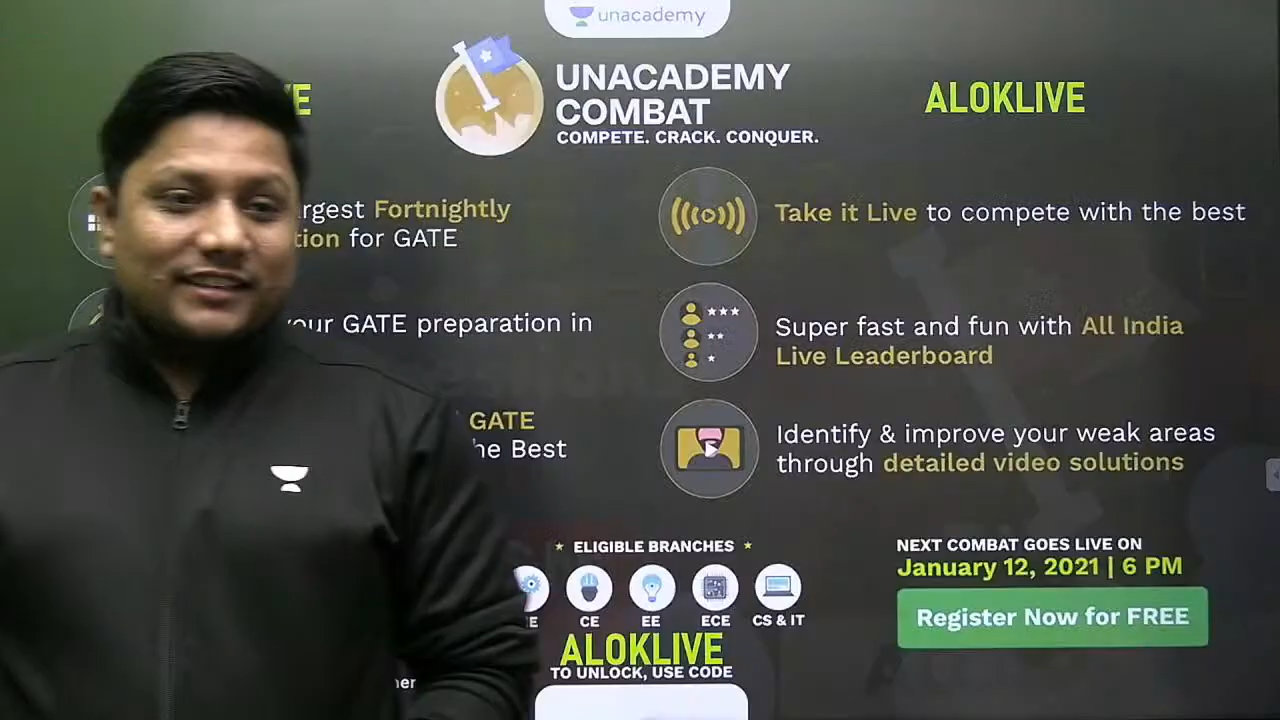 unacademy
UNACADEMY
COMBAT
COMPETE. CRACK. CONQUER.
ALOKLIVE
Fortnightly
for GATE
your GATE preparation in
GATE
the Best
Take it Live to compete with the best
Super fast and fun with All India
Live Leaderboard
Identify & improve your weak areas
through detailed video solutions
★ ELIGIBLE BRANCHES ★
CE EE ECE CS & IT
ALOKLIVE
TO UNLOCK, USE CODE
NEXT COMBAT GOES LIVE ON
January 12, 2021 | 6 PM
Register Now for FREE